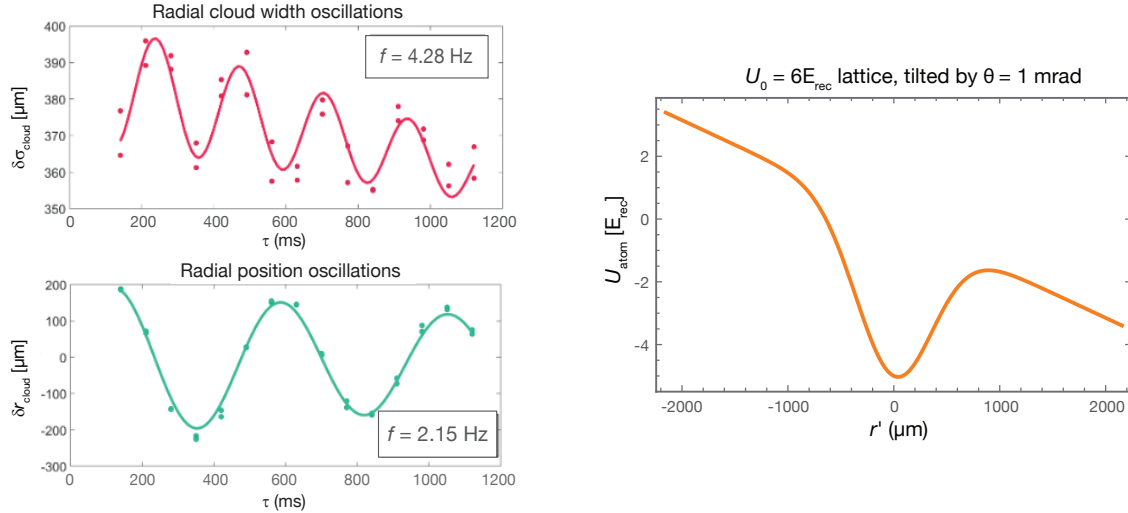 Radial cloud width oscillations
400
390
380
370
360
350
f = 4.28 Hz
δσcloud [µm]
0 200 400 600 800 1000 1200
τ (ms)
Radial position oscillations
200
100
0
-100
-200
-300
f = 2.15 Hz
δrcloud [µm]
0 200 400 600 800 1000 1200
τ (ms)
U0 = 6Erec lattice, tilted by θ = 1 mrad
2
0
-2
-4
Uatom [Erec]
-2000 -1000 0 1000 2000
r' (µm)